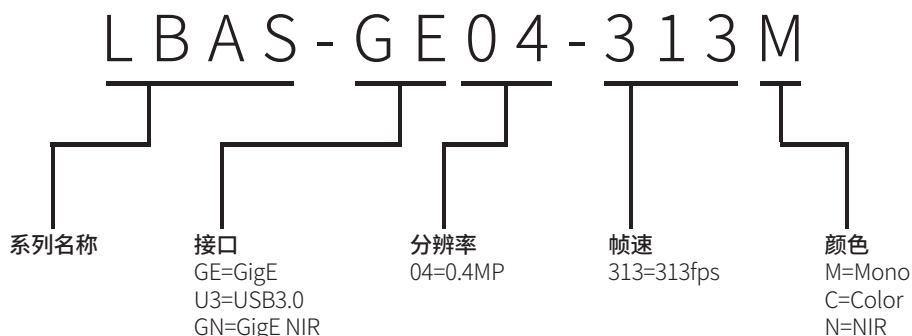 LBAS-GE04-313M
系列名称
接口
GE=GigE
U3=USB3.0
GN=GigE NIR
分辨率
04=0.4MP
帧速
313=313fps
颜色
M=Mono
C=Color
N=NIR